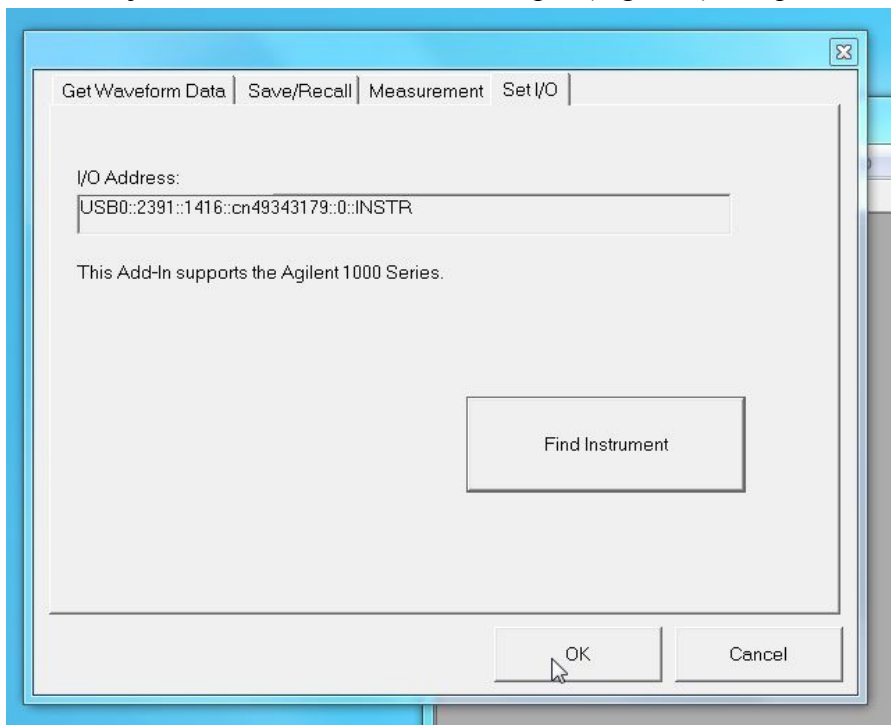 Get Waveform Data
Save/Recall
Measurement
Set I/O
I/O Address:
USB0::2391::1416::cn49343179::0::INSTR
This Add-In supports the Agilent 1000 Series.
Find Instrument
OK
Cancel